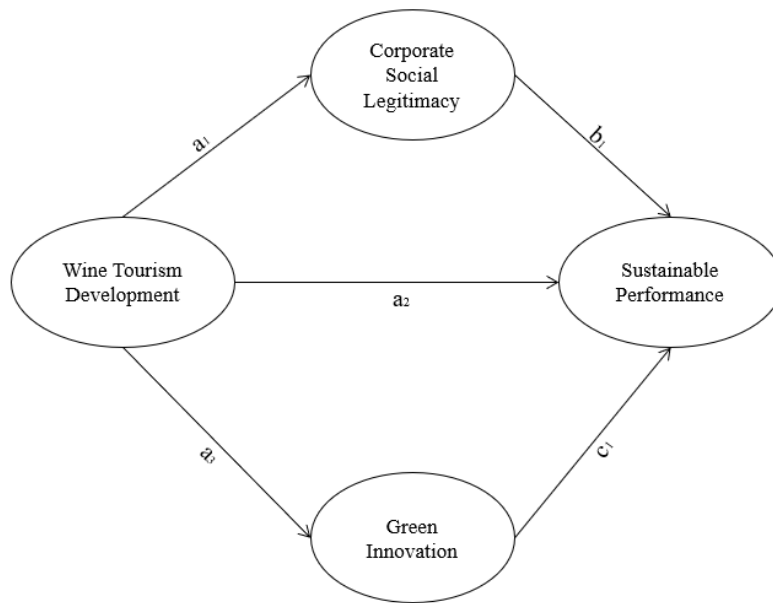 Corporate
Social
Legitimacy
a₁
b₁
Wine Tourism
Development
a₂
Sustainable
Performance
a₃
c₁
Green
Innovation